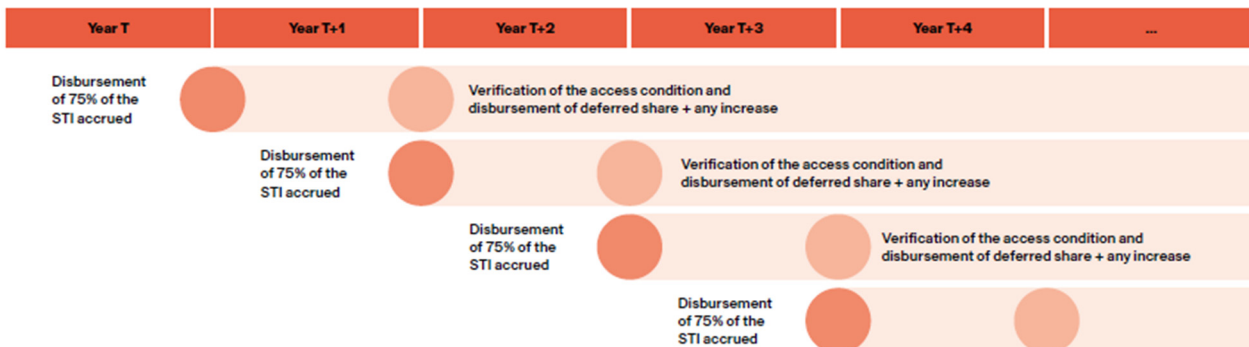 Year T
Year T+1
Year T+2
Year T+3
Year T+4
...
Disbursement
of 75% of the
STI accrued
Verification of the access condition and
disbursement of deferred share + any increase
Disbursement
of 75% of the
STI accrued
Verification of the access condition and
disbursement of deferred share + any increase
Disbursement
of 75% of the
STI accrued
Verification of the access condition and
disbursement of deferred share + any increase
Disbursement
of 75% of the
STI accrued